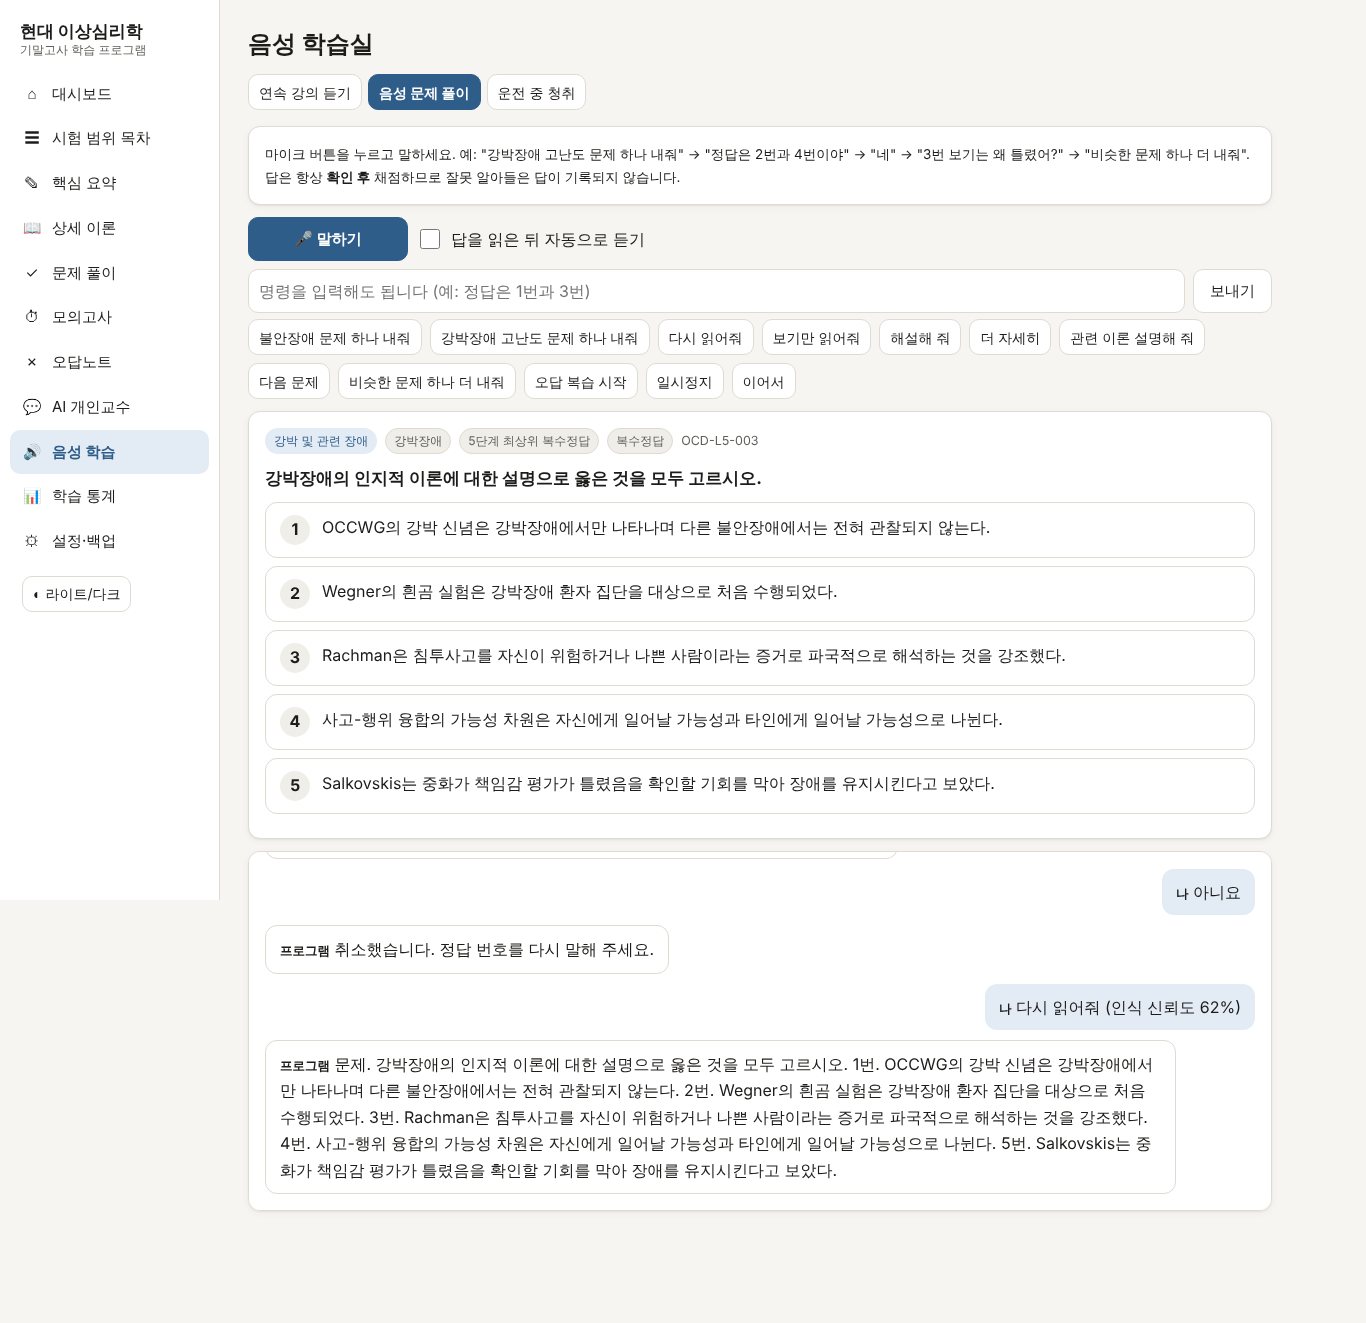 현대 이상심리학
기말고사 학습 프로그램
대시보드
시험 범위 목차
핵심 요약
상세 이론
문제 풀이
모의고사
오답노트
AI 개인교수
음성 학습
학습 통계
설정·백업
라이트/다크
음성 학습실
연속 강의 듣기 음성 문제 풀이 운전 중 청취
마이크 버튼을 누르고 말하세요. 예: "강박장애 고난도 문제 하나 내줘" → "정답은 2번과 4번이야" → "네" → "3번 보기는 왜 틀렸어?" → "비슷한 문제 하나 더 내줘".
답은 항상 확인 후 채점하므로 잘못 알아들은 답이 기록되지 않습니다.
🎤 말하기 답을 읽은 뒤 자동으로 듣기
명령을 입력해도 됩니다 (예: 정답은 1번과 3번) 보내기
불안장애 문제 하나 내줘 강박장애 고난도 문제 하나 내줘 다시 읽어줘 보기만 읽어줘 해설해 줘 더 자세히 관련 이론 설명해 줘
다음 문제 비슷한 문제 하나 더 내줘 오답 복습 시작 일시정지 이어서
강박 및 관련 장애 강박장애 5단계 최상위 복수정답 복수정답 OCD-L5-003
강박장애의 인지적 이론에 대한 설명으로 옳은 것을 모두 고르시오.
1 OCCWG의 강박 신념은 강박장애에서만 나타나며 다른 불안장애에서는 전혀 관찰되지 않는다.
2 Wegner의 흰곰 실험은 강박장애 환자 집단을 대상으로 처음 수행되었다.
3 Rachman은 침투사고를 자신이 위험하거나 나쁜 사람이라는 증거로 파국적으로 해석하는 것을 강조했다.
4 사고-행위 융합의 가능성 차원은 자신에게 일어날 가능성과 타인에게 일어날 가능성으로 나뉜다.
5 Salkovskis는 중화가 책임감 평가가 틀렸음을 확인할 기회를 막아 장애를 유지시킨다고 보았다.
나 아니요
프로그램 취소했습니다. 정답 번호를 다시 말해 주세요.
나 다시 읽어줘 (인식 신뢰도 62%)
프로그램 문제. 강박장애의 인지적 이론에 대한 설명으로 옳은 것을 모두 고르시오. 1번. OCCWG의 강박 신념은 강박장애에서
만 나타나며 다른 불안장애에서는 전혀 관찰되지 않는다. 2번. Wegner의 흰곰 실험은 강박장애 환자 집단을 대상으로 처음
수행되었다. 3번. Rachman은 침투사고를 자신이 위험하거나 나쁜 사람이라는 증거로 파국적으로 해석하는 것을 강조했다.
4번. 사고-행위 융합의 가능성 차원은 자신에게 일어날 가능성과 타인에게 일어날 가능성으로 나뉜다. 5번. Salkovskis는 중
화가 책임감 평가가 틀렸음을 확인할 기회를 막아 장애를 유지시킨다고 보았다.